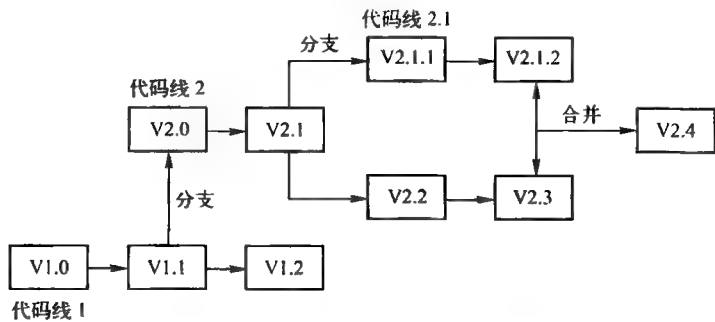 代码线 2.1
分支
V2.1.1
V2.1.2
代码线 2
合并
V2.0
V2.1
V2.4
分支
V2.2
V2.3
V1.0
V1.1
V1.2
代码线 1